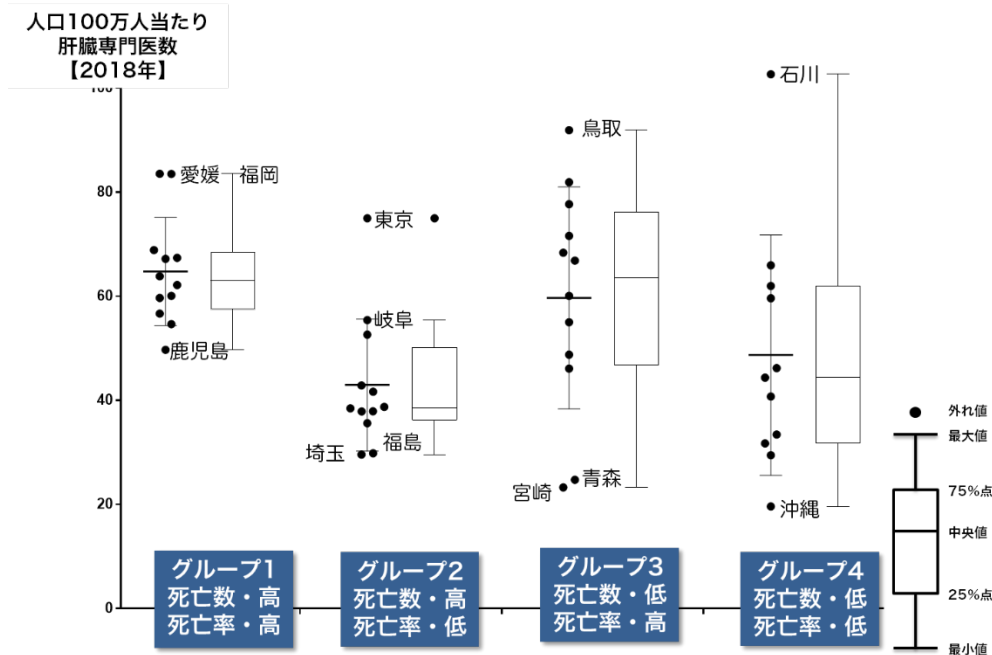 人口100万人当たり
肝臓専門医数
【2018年】
100
80
60
40
20
0
愛媛 福岡
鹿児島
東京
岐阜
福島
埼玉
鳥取
青森
宮崎
石川
沖縄
グループ1
死亡数・高
死亡率・高
グループ2
死亡数・高
死亡率・低
グループ3
死亡数・低
死亡率・高
グループ4
死亡数・低
死亡率・低
外れ値
最大値
75%点
中央値
25%点
最小値